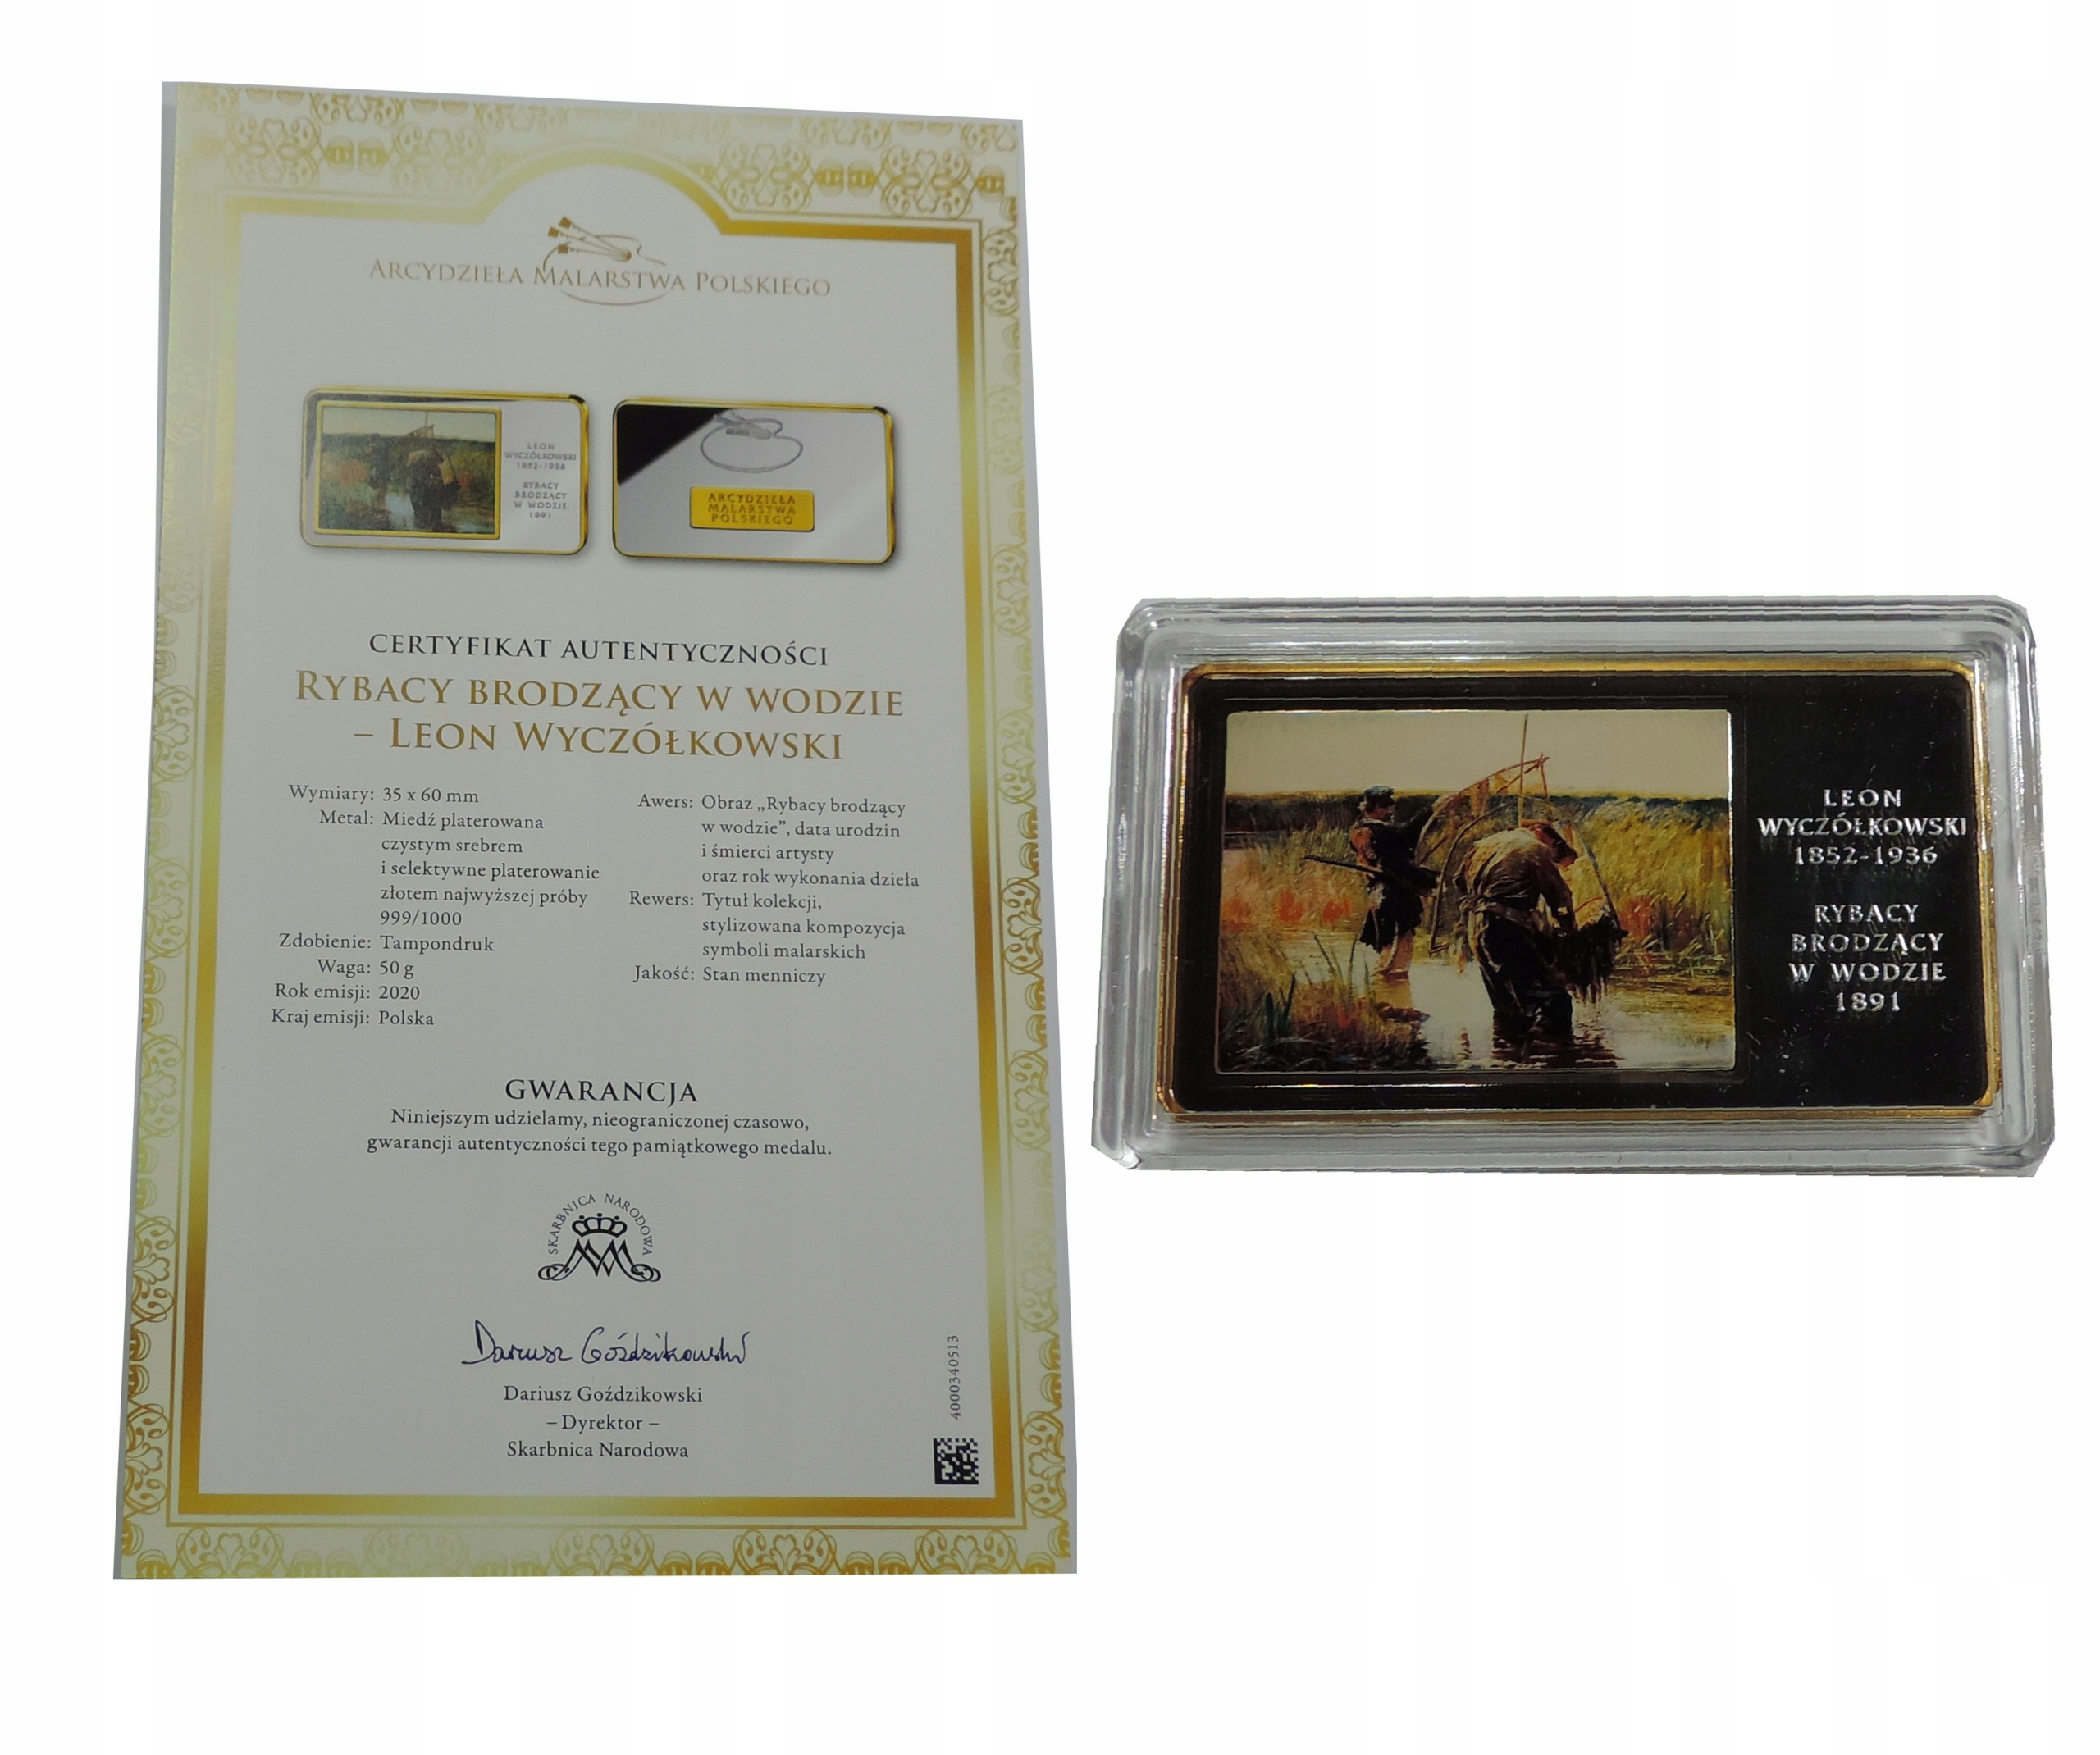 ARCYDZIEŁA MALARSTWA POLSKIEGO
LEON
WYCZÓŁKOWSKI
1852-1936
RYBACY
BRODZĄCY
W WODZIE
1891
ARCYDZIEŁA
MALARSTWA
POLSKIEGO
CERTYFIKAT AUTENTYCZNOŚCI
RYBACY BRODZĄCY W WODZIE
– LEON WYCZÓŁKOWSKI
Wymiary: 35 x 60 mm
Metal: Miedź platerowana
czystym srebrem
i selektywne platerowanie
złotem najwyższej próby
999/1000
Zdobienie: Tampondruk
Waga: 50 g
Rok emisji: 2020
Kraj emisji: Polska
Awers: Obraz „Rybacy brodzący
w wodzie”, data urodzin
i śmierci artysty
oraz rok wykonania dzieła
Rewers: Tytuł kolekcji,
stylizowana kompozycja
symboli malarskich
Jakość: Stan menniczy
GWARANCJA
Niniejszym udzielamy, nieograniczonej czasowo,
gwarancji autentyczności tego pamiątkowego medalu.
SKARBNICA NARODOWA
Dariusz Goździkowski
Dariusz Goździkowski
– Dyrektor –
Skarbnica Narodowa
4000340513
LEON
WYCZÓŁKOWSKI
1852-1936
RYBACY
BRODZĄCY
W WODZIE
1891